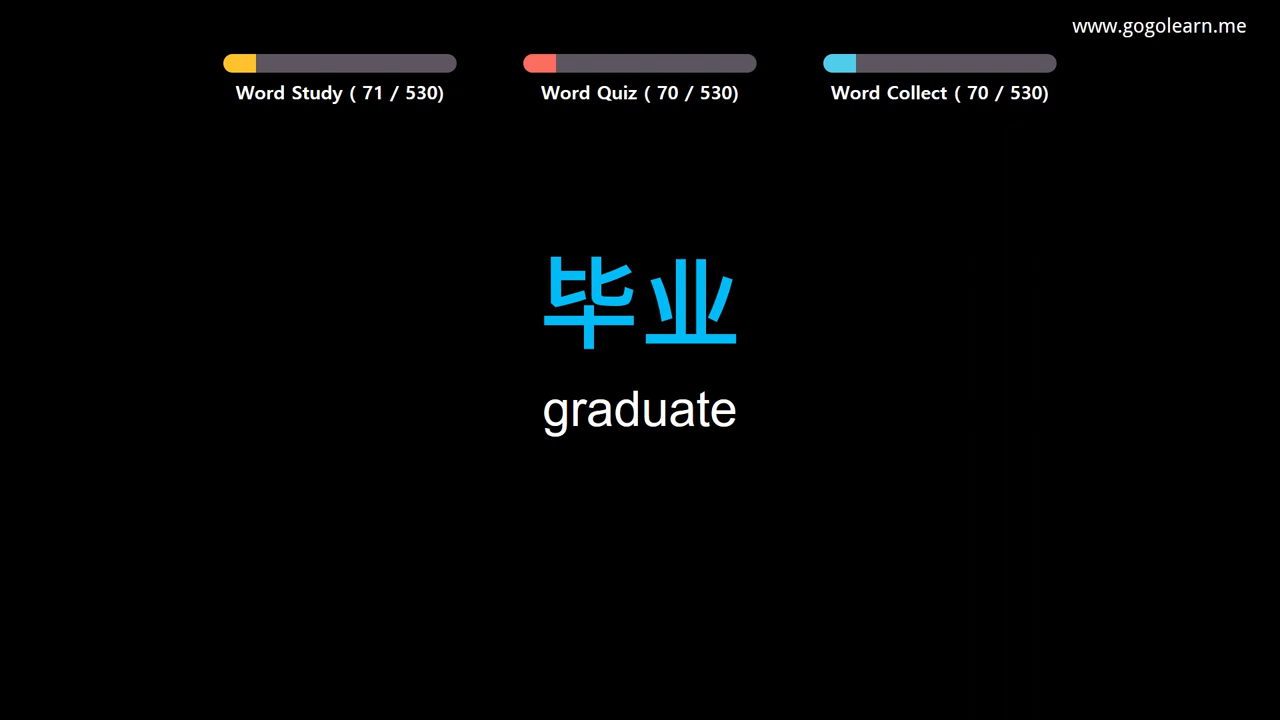 www.gogolearn.me
Word Study ( 71 / 530)
Word Quiz ( 70 / 530)
Word Collect ( 70 / 530)
毕业
graduate